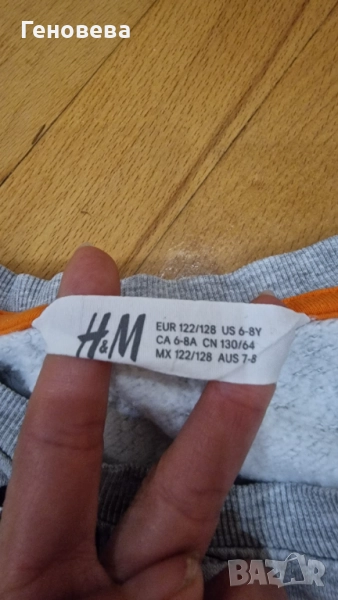 Геновева
H&M
EUR 122/128 US 6-8Y
CA 6-8A CN 130/64
MX 122/128 AUS 7-8
BAZAR